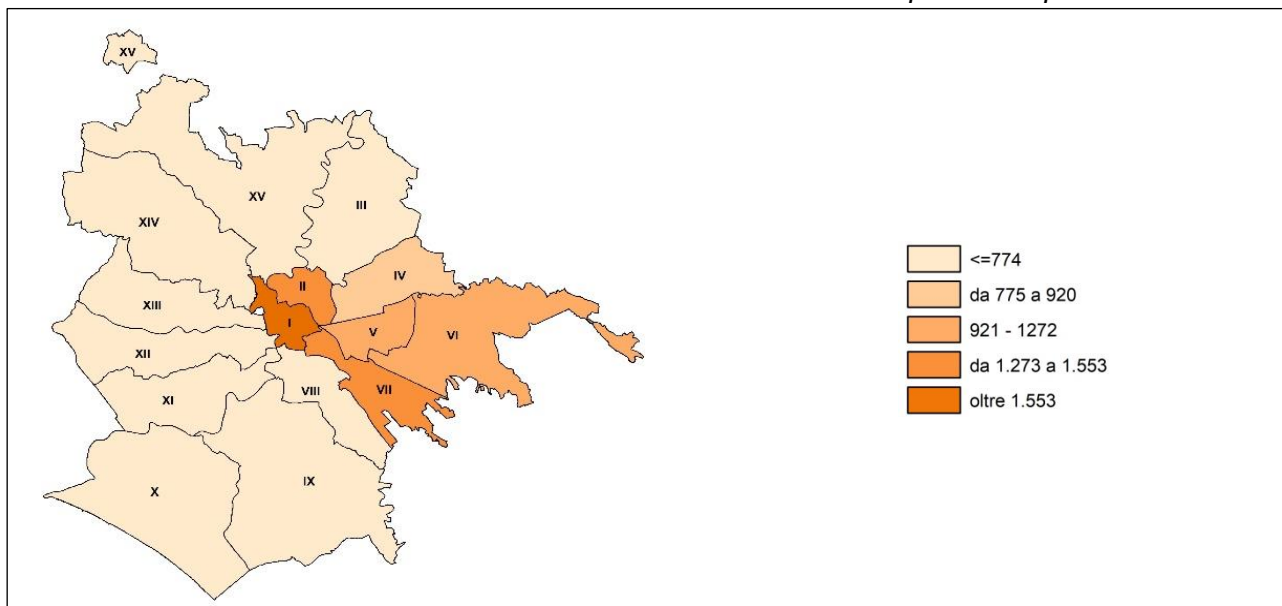 XV
XV
III
XIV
IV
II
XIII
I
V
VI
XII
VII
VIII
XI
IX
X
<=774
da 775 a 920
921 - 1272
da 1.273 a 1.553
oltre 1.553